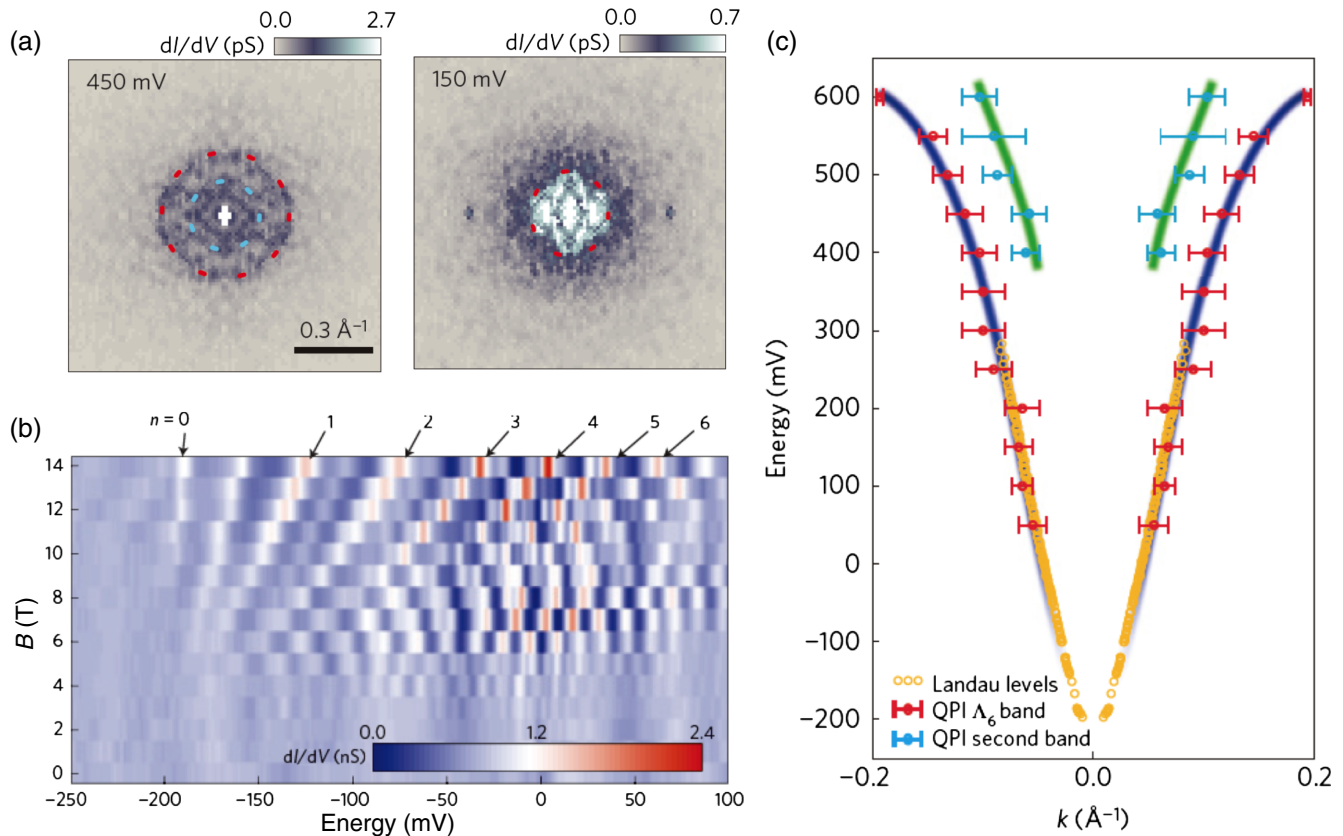 (a)
0.0 2.7
dI/dV (pS)
450 mV
0.3 Å⁻¹
0.0 0.7
dI/dV (pS)
150 mV
(b)
n = 0 1 2 3 4 5 6
B (T)
14
12
10
8
6
4
2
0
0.0 1.2 2.4
dI/dV (nS)
−250 −200 −150 −100 −50 0 50 100
Energy (mV)
(c)
Energy (mV)
600
500
400
300
200
100
0
−100
−200
Landau levels
QPI Λ₆ band
QPI second band
−0.2 0.0 0.2
k (Å⁻¹)